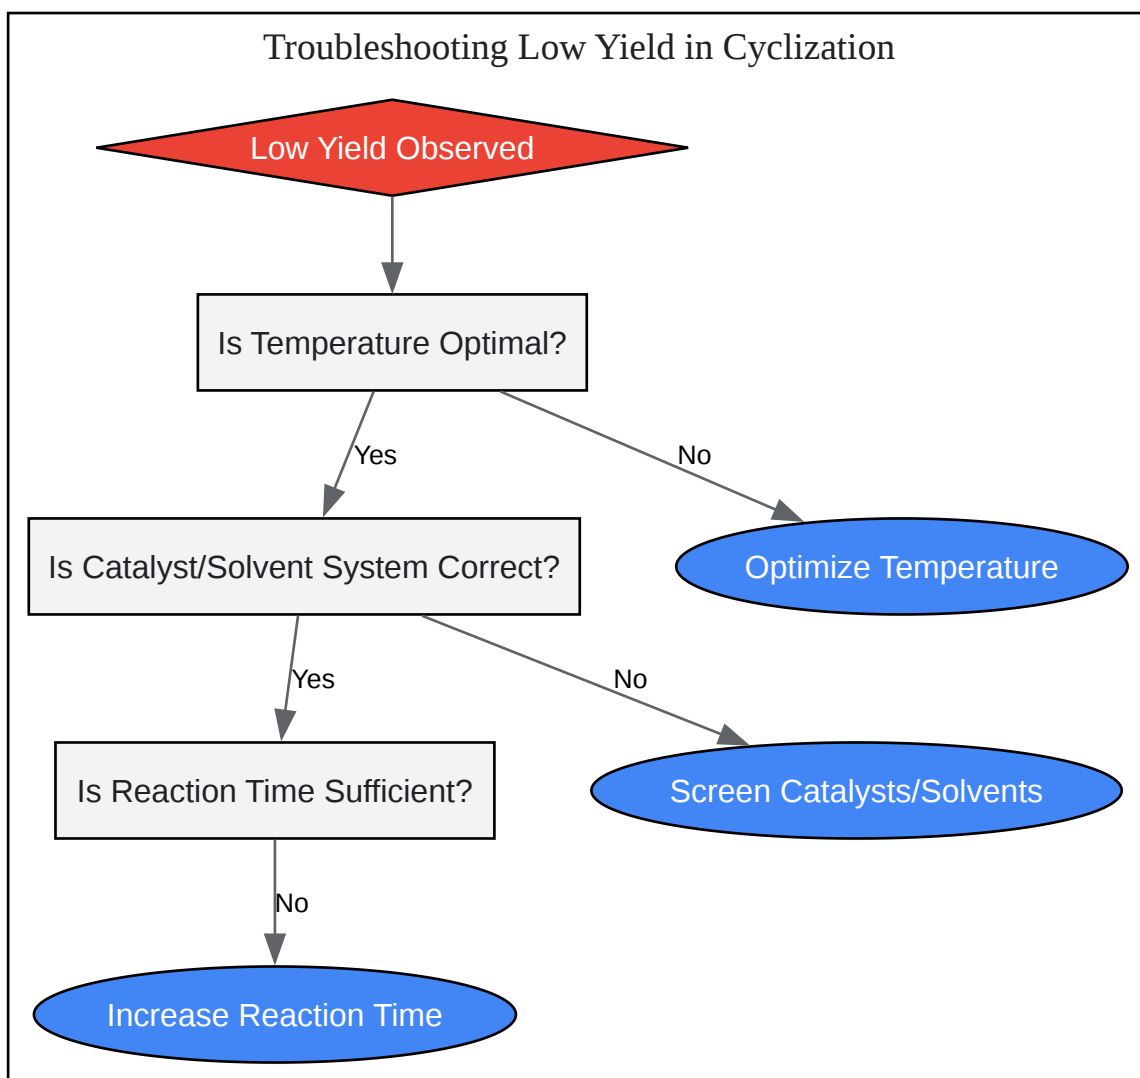 Troubleshooting Low Yield in Cyclization
Low Yield Observed
Is Temperature Optimal?
Yes
No
Is Catalyst/Solvent System Correct?
Optimize Temperature
Yes
No
Is Reaction Time Sufficient?
Screen Catalysts/Solvents
No
Increase Reaction Time